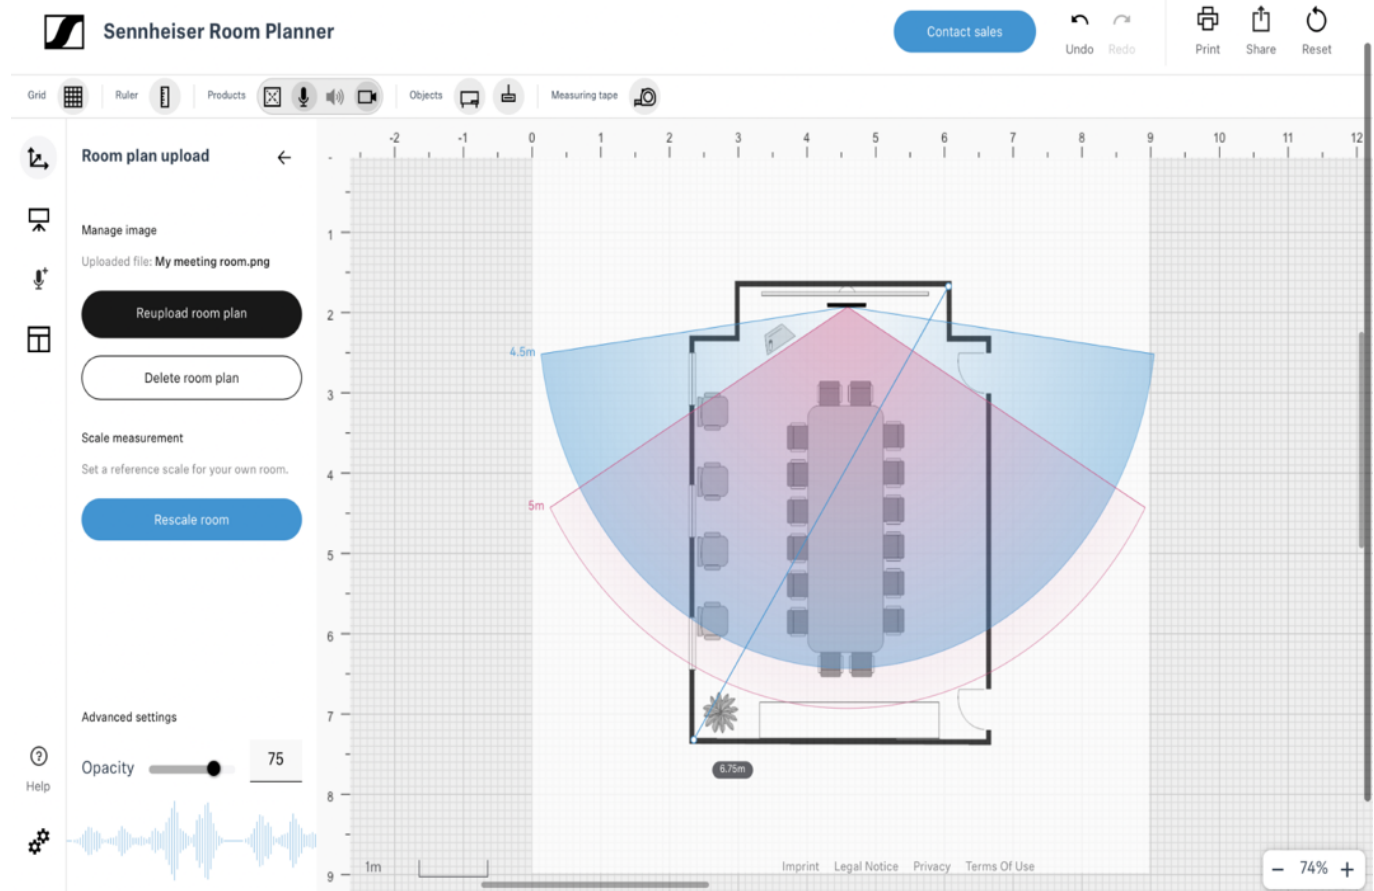 Sennheiser Room Planner
Contact sales
Undo Redo
Print Share Reset
Grid Ruler Products Objects Measuring tape
-2 -1 0 1 2 3 4 5 6 7 8 9 10 11 12
Room plan upload
Manage image
Uploaded file: My meeting room.png
Reupload room plan
Delete room plan
Scale measurement
Set a reference scale for your own room.
Rescale room
Advanced settings
Opacity 75
Help
1
2
3
4
5
6
7
8
9
4.5m
5m
6.75m
1m
Imprint Legal Notice Privacy Terms Of Use
− 74% +